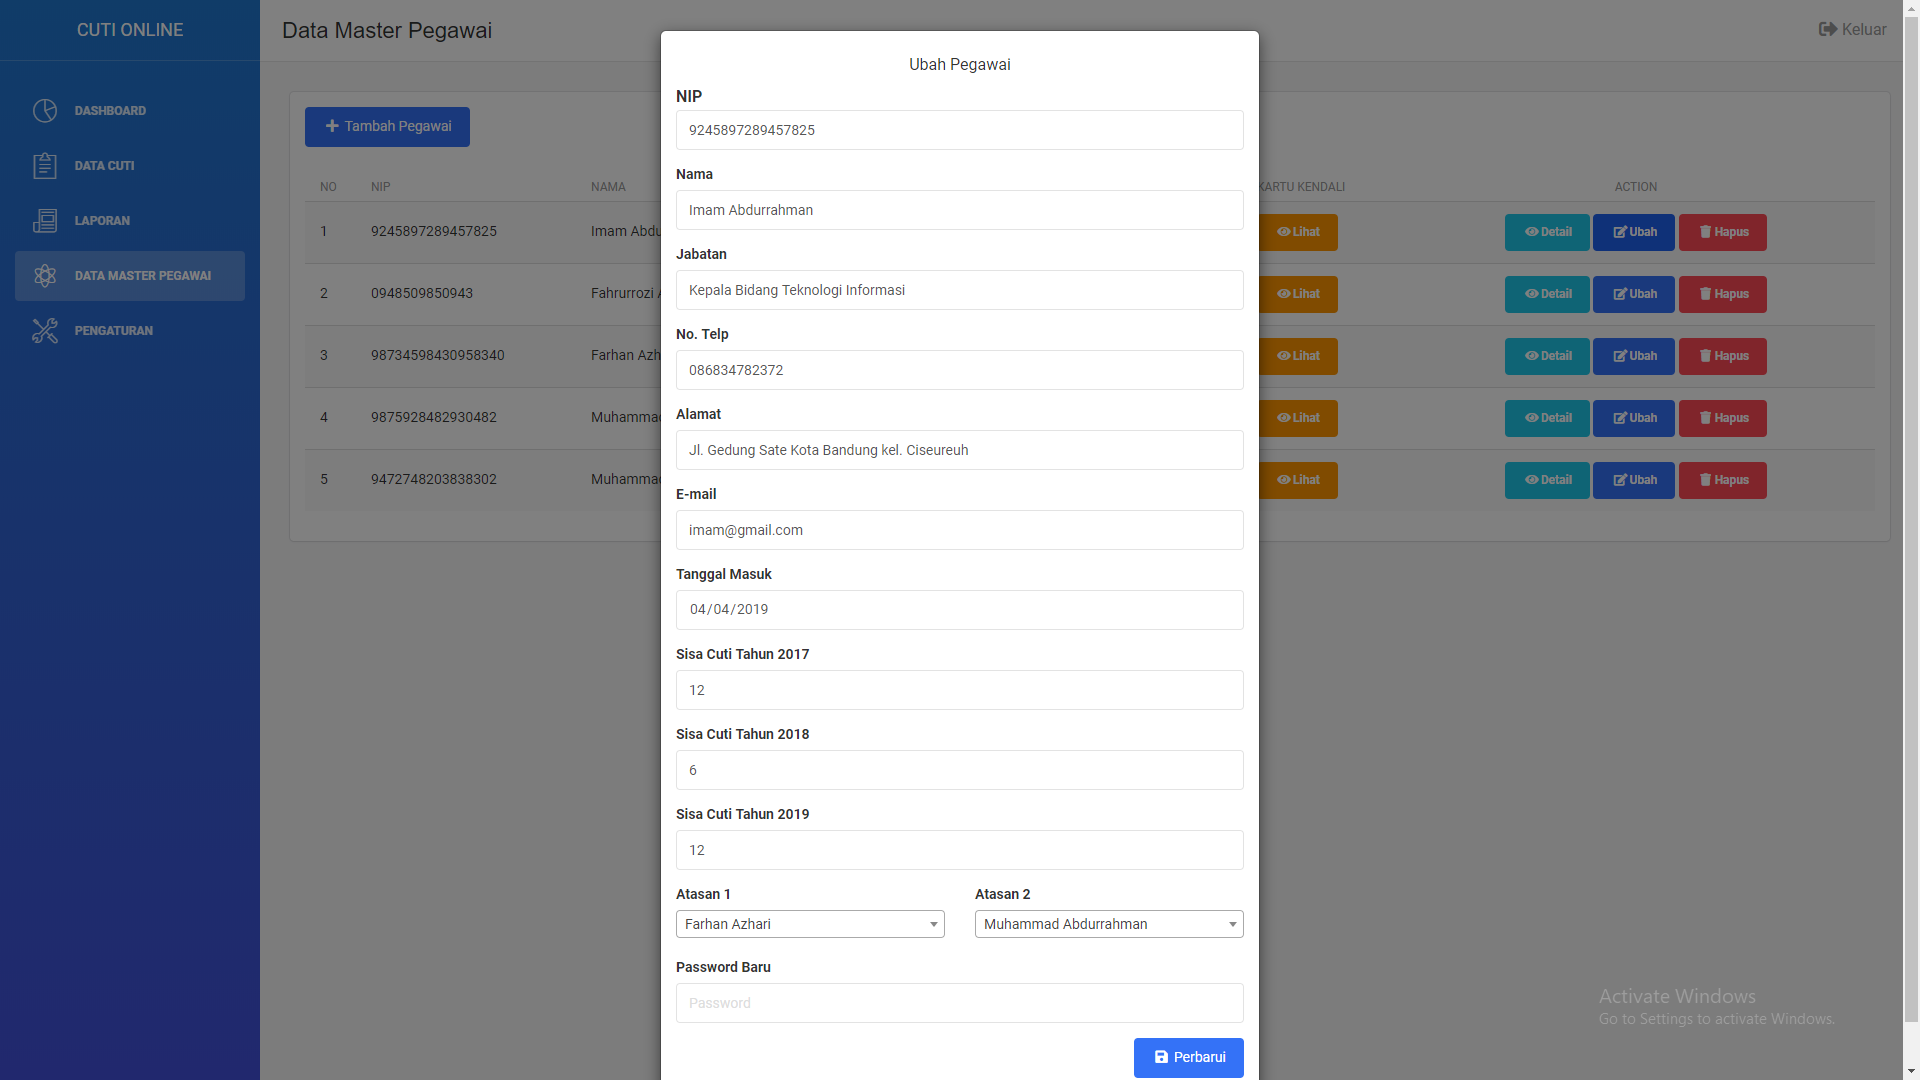 CUTI ONLINE
Data Master Pegawai
Keluar
DASHBOARD
DATA CUTI
LAPORAN
DATA MASTER PEGAWAI
PENGATURAN
Tambah Pegawai
NO NIP NAMA KARTU KENDALI ACTION
1 9245897289457825 Imam Abdu Lihat Detail Ubah Hapus
2 0948509850943 Fahrurrozi Lihat Detail Ubah Hapus
3 98734598430958340 Farhan Azh Lihat Detail Ubah Hapus
4 9875928482930482 Muhammad Lihat Detail Ubah Hapus
5 9472748203838302 Muhammad Lihat Detail Ubah Hapus
Ubah Pegawai
NIP
9245897289457825
Nama
Imam Abdurrahman
Jabatan
Kepala Bidang Teknologi Informasi
No. Telp
086834782372
Alamat
Jl. Gedung Sate Kota Bandung kel. Ciseureuh
E-mail
imam@gmail.com
Tanggal Masuk
04/04/2019
Sisa Cuti Tahun 2017
12
Sisa Cuti Tahun 2018
6
Sisa Cuti Tahun 2019
12
Atasan 1 Atasan 2
Farhan Azhari Muhammad Abdurrahman
Password Baru
Password
Perbarui
Activate Windows
Go to Settings to activate Windows.